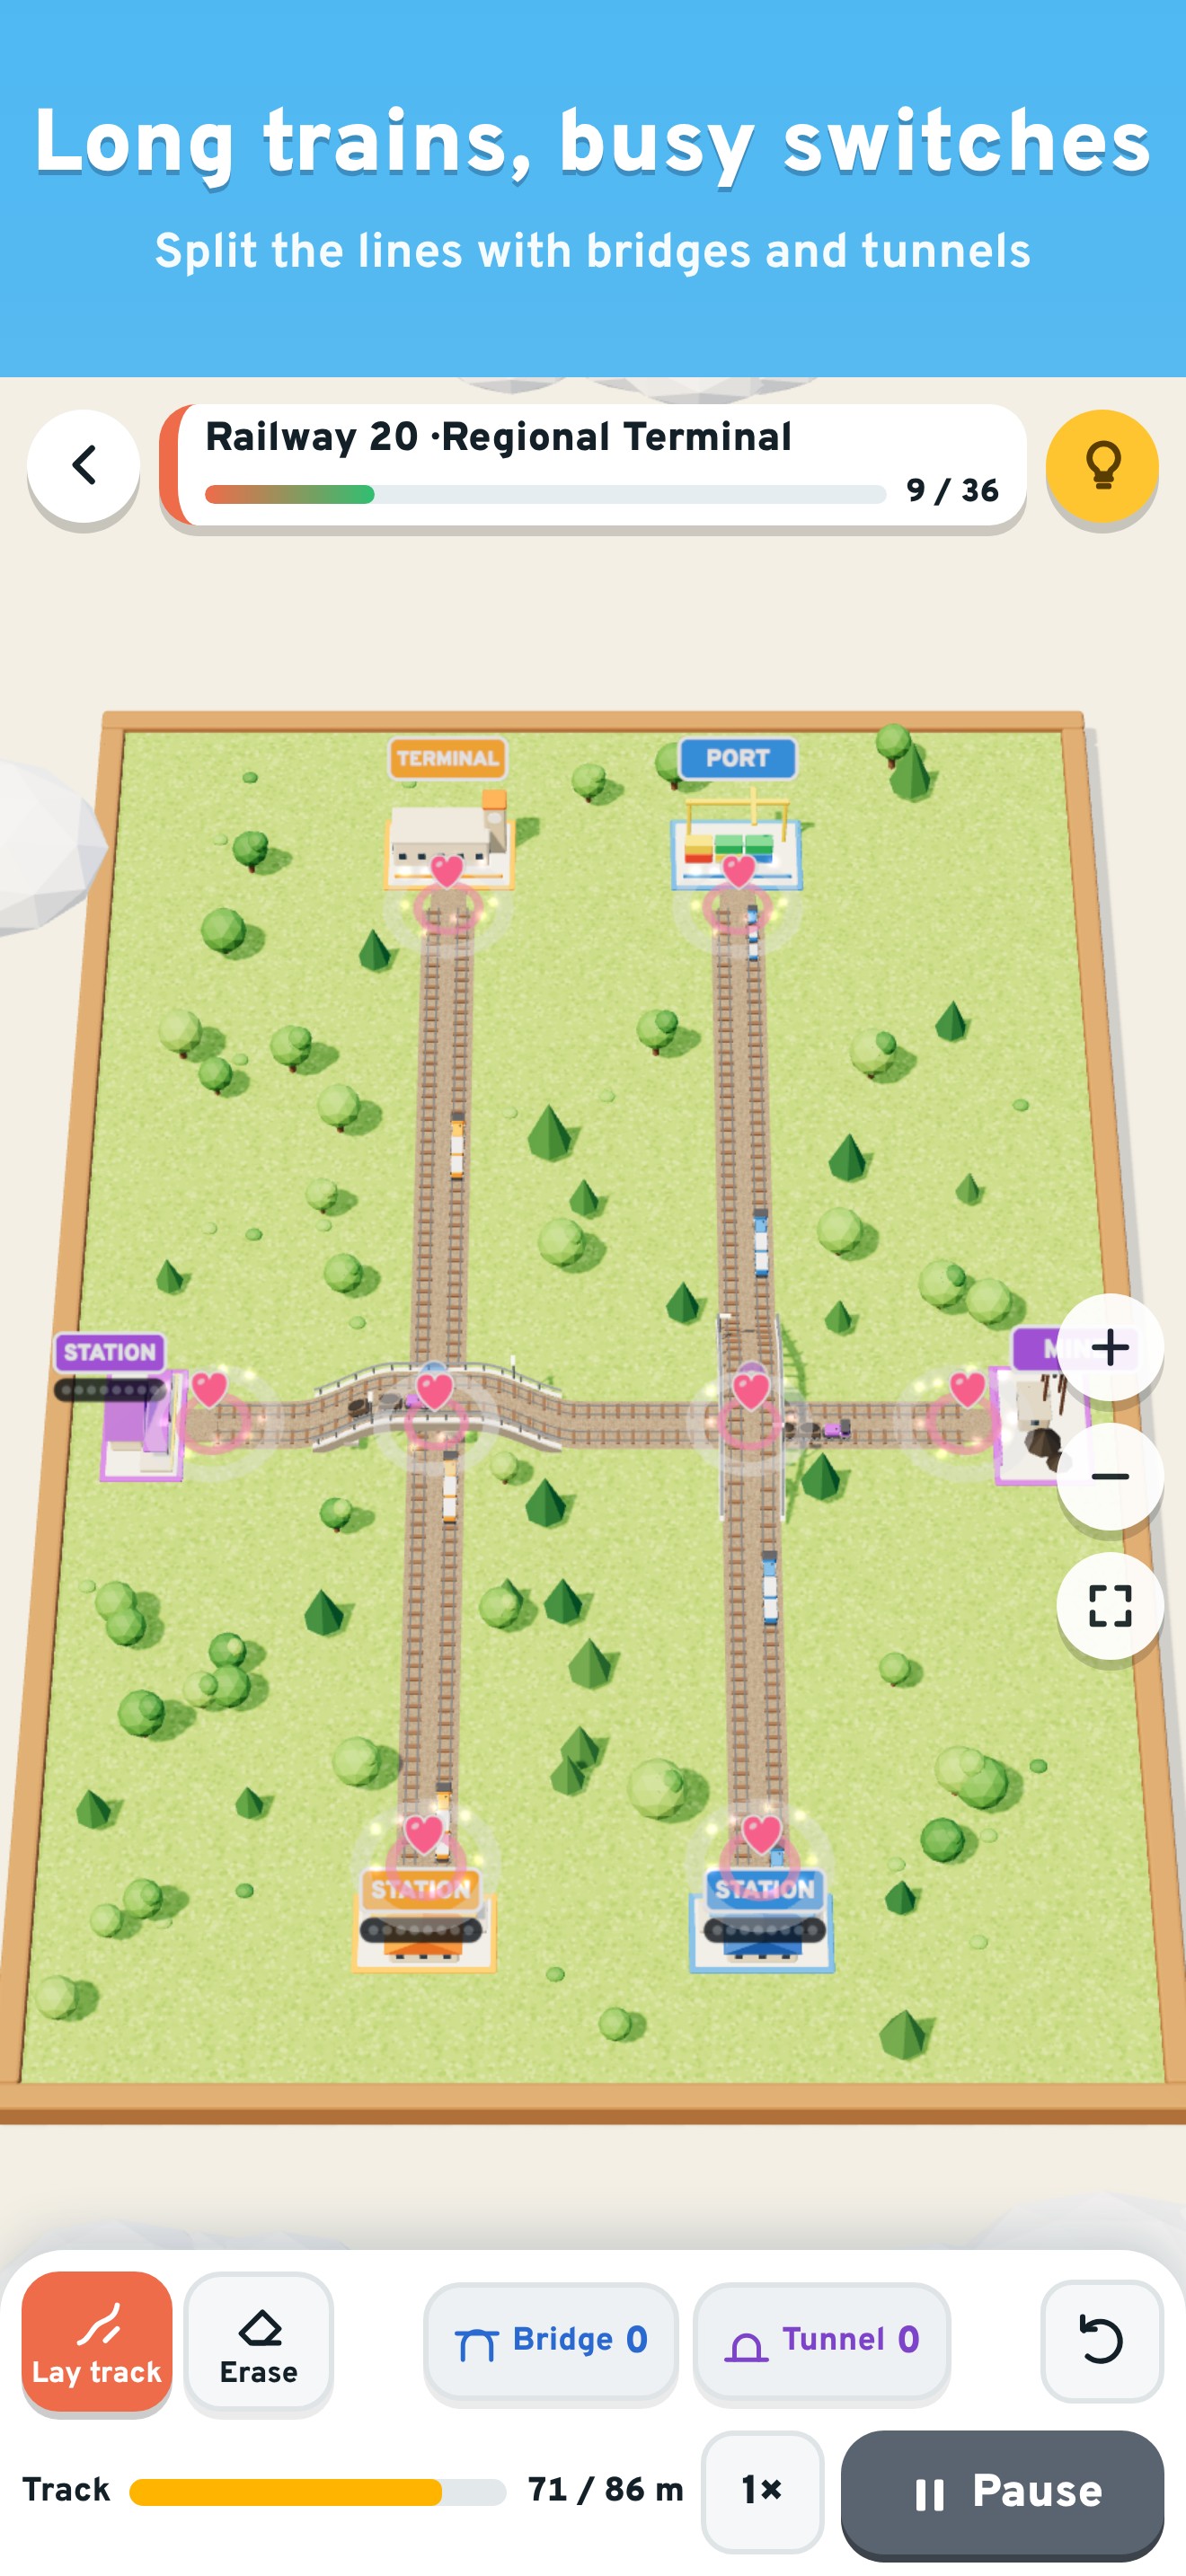 Long trains, busy switches
Split the lines with bridges and tunnels
Railway 20 ·Regional Terminal
9 / 36
TERMINAL
PORT
STATION
STATION
STATION
Lay track
Erase
Bridge 0
Tunnel 0
Track
71 / 86 m
1×
Pause